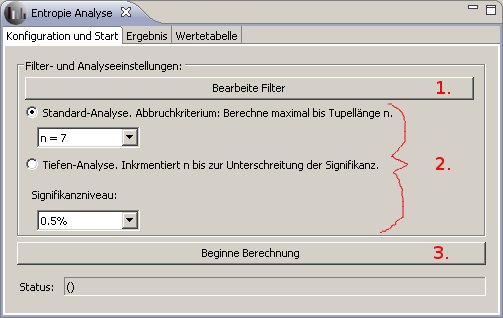 Entropie Analyse
Konfiguration und Start Ergebnis Wertetabelle
Filter- und Analyseeinstellungen:
Bearbeite Filter 1.
Standard-Analyse. Abbruchkriterium: Berechne maximal bis Tupellänge n.
n = 7
2.
Tiefen-Analyse. Inkrmentiert n bis zur Unterschreitung der Signifikanz.
Signifikanzniveau:
0.5%
Beginne Berechnung 3.
Status: ()